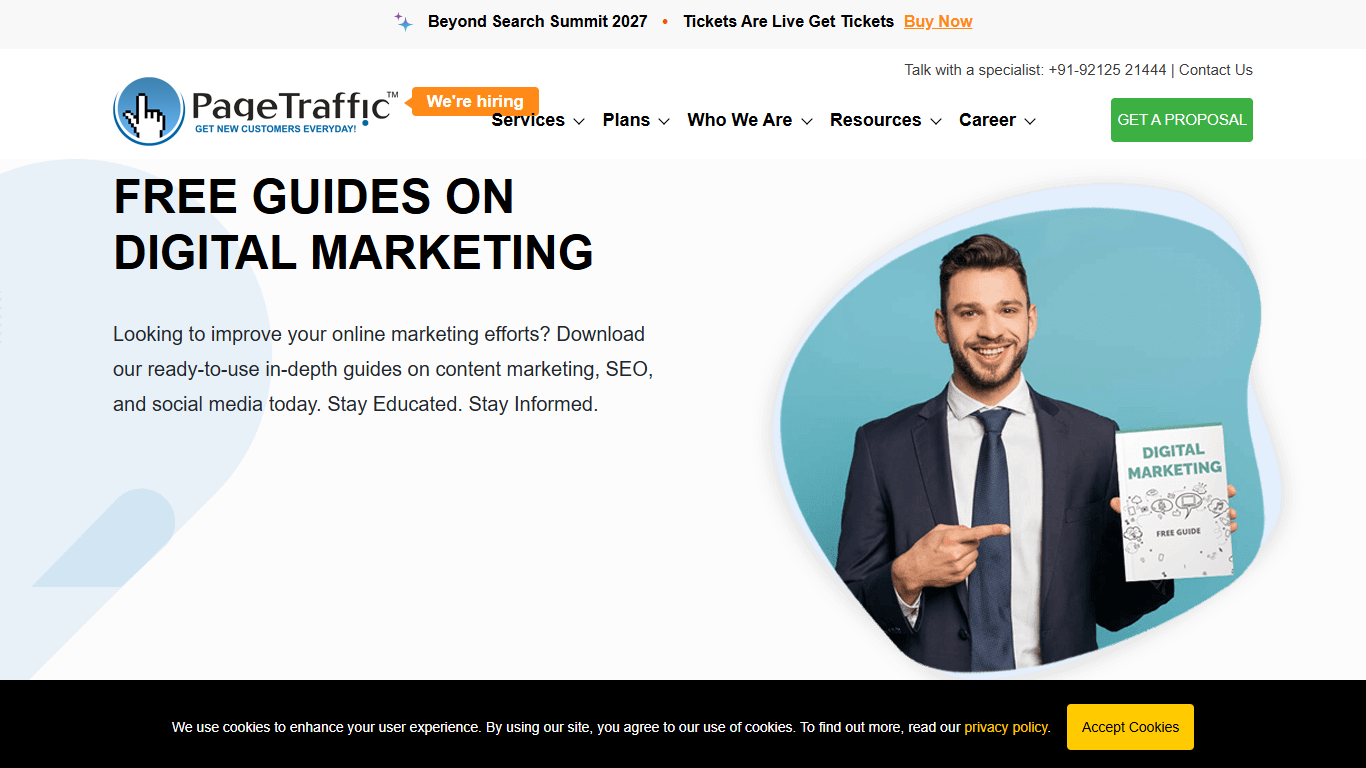 Beyond Search Summit 2027 • Tickets Are Live Get Tickets Buy Now
Talk with a specialist: +91-92125 21444 | Contact Us
PageTraffic™
GET NEW CUSTOMERS EVERYDAY!
We're hiring
Services Plans Who We Are Resources Career
GET A PROPOSAL
FREE GUIDES ON
DIGITAL MARKETING
Looking to improve your online marketing efforts? Download
our ready-to-use in-depth guides on content marketing, SEO,
and social media today. Stay Educated. Stay Informed.
DIGITAL
MARKETING
FREE GUIDE
We use cookies to enhance your user experience. By using our site, you agree to our use of cookies. To find out more, read our privacy policy.
Accept Cookies